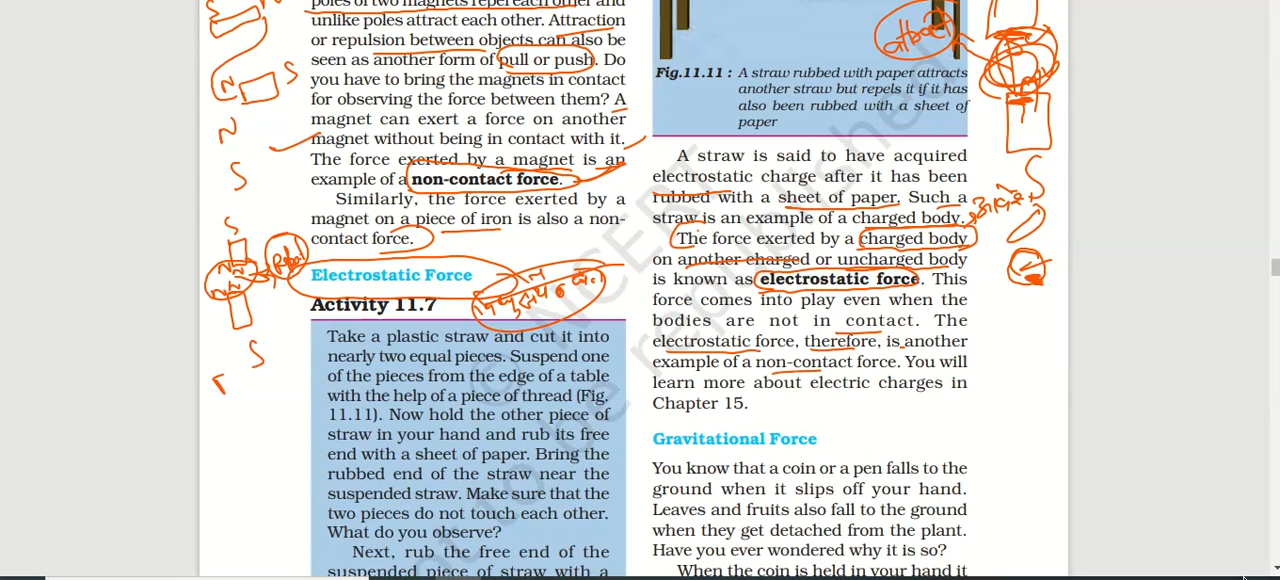 poles of two magnets repel each other and
unlike poles attract each other. Attraction
or repulsion between objects can also be
seen as another form of pull or push. Do
you have to bring the magnets in contact
for observing the force between them? A
magnet can exert a force on another
magnet without being in contact with it.
The force exerted by a magnet is an
example of a non-contact force.
Similarly, the force exerted by a
magnet on a piece of iron is also a non-
contact force.
Electrostatic Force
Activity 11.7
Take a plastic straw and cut it into
nearly two equal pieces. Suspend one
of the pieces from the edge of a table
with the help of a piece of thread (Fig.
11.11). Now hold the other piece of
straw in your hand and rub its free
end with a sheet of paper. Bring the
rubbed end of the straw near the
suspended straw. Make sure that the
two pieces do not touch each other.
What do you observe?
Next, rub the free end of the
suspended piece of straw with a
N S
N
S
S
S
attract
Fig.11.11 : A straw rubbed with paper attracts
another straw but repels it if it has
also been rubbed with a sheet of
paper
A straw is said to have acquired
electrostatic charge after it has been
rubbed with a sheet of paper. Such a
straw is an example of a charged body.
The force exerted by a charged body
on another charged or uncharged body
is known as electrostatic force. This
force comes into play even when the
bodies are not in contact. The
electrostatic force, therefore, is another
example of a non-contact force. You will
learn more about electric charges in
Chapter 15.
Gravitational Force
You know that a coin or a pen falls to the
ground when it slips off your hand.
Leaves and fruits also fall to the ground
when they get detached from the plant.
Have you ever wondered why it is so?
When the coin is held in your hand it
S
© NCERT
not to be republished